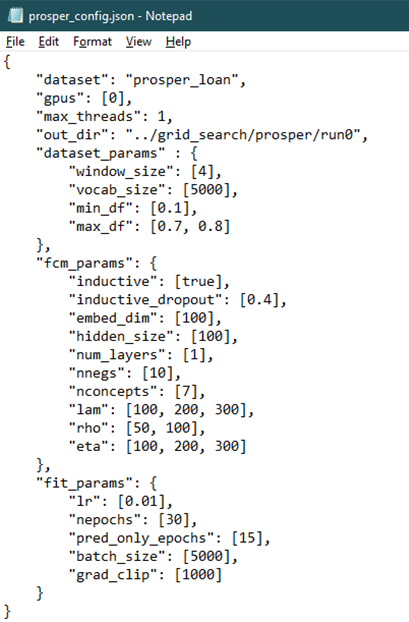 prosper_config.json - Notepad
File Edit Format View Help
{
    "dataset": "prosper_loan",
    "gpus": [0],
    "max_threads": 1,
    "out_dir": "../grid_search/prosper/run0",
    "dataset_params" : {
        "window_size": [4],
        "vocab_size": [5000],
        "min_df": [0.1],
        "max_df": [0.7, 0.8]
    },
    "fcm_params": {
        "inductive": [true],
        "inductive_dropout": [0.4],
        "embed_dim": [100],
        "hidden_size": [100],
        "num_layers": [1],
        "nnegs": [10],
        "nconcepts": [7],
        "lam": [100, 200, 300],
        "rho": [50, 100],
        "eta": [100, 200, 300]
    },
    "fit_params": {
        "lr": [0.01],
        "nepochs": [30],
        "pred_only_epochs": [15],
        "batch_size": [5000],
        "grad_clip": [1000]
    }
}